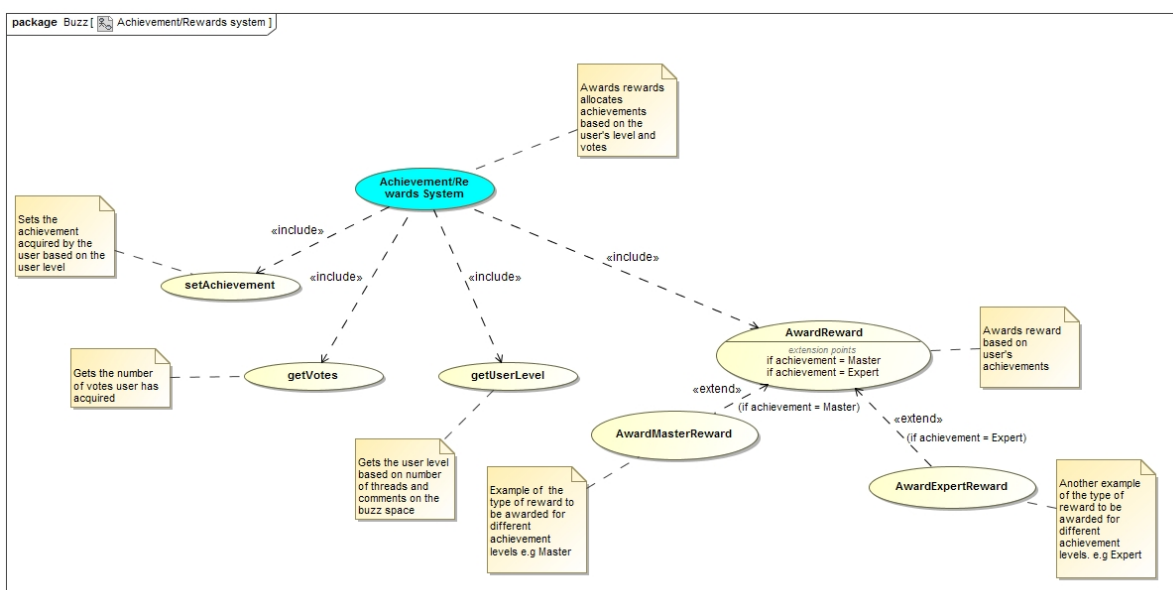 package Buzz [ Achievement/Rewards system ]
Awards rewards
allocates
achievements
based on the
user's level and
votes
Achievement/Re
wards System
Sets the
achievement
acquired by the
user based on the
user level
«include»
«include»
«include»
«include»
setAchievement
AwardReward
extension points
if achievement = Master
if achievement = Expert
Awards reward
based on
user's
achievements
Gets the number
of votes user has
acquired
getVotes
getUserLevel
«extend»
(if achievement = Master)
«extend»
(if achievement = Expert)
AwardMasterReward
Gets the user level
based on number
of threads and
comments on the
buzz space
Example of the
type of reward to
be awarded for
different
achievement
levels e.g Master
AwardExpertReward
Another example
of the type of
reward to be
awarded for
different
achievement
levels. e.g Expert